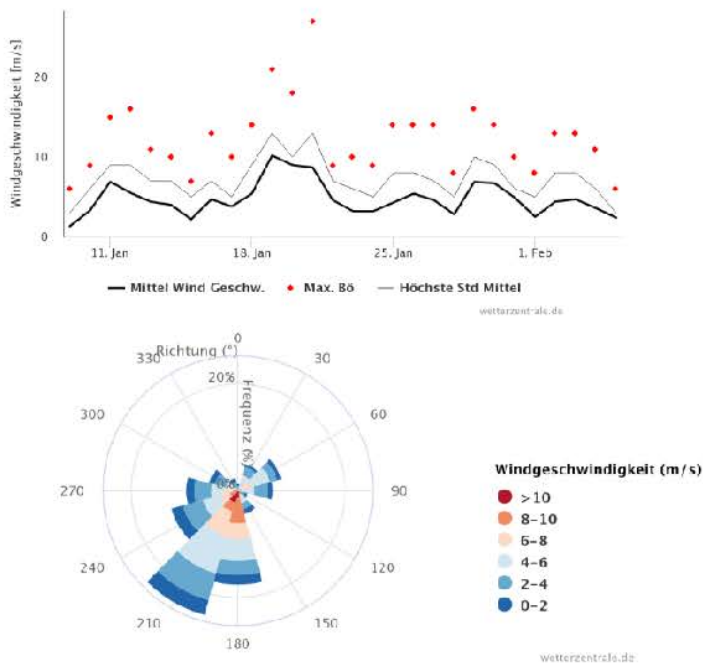 Windgeschwindigkeit [m/s]
20
10
0
11. Jan
18. Jan
25. Jan
1. Feb
Mittel Wind Geschw.
Max. Bö
Höchste Std Mittel
wetterzentrale.de
0
Richtung (°)
330
30
20%
Frequenz (%)
300
60
0%
270
90
240
120
210
150
180
Windgeschwindigkeit (m/s)
>10
8-10
6-8
4-6
2-4
0-2
wetterzentrale.de